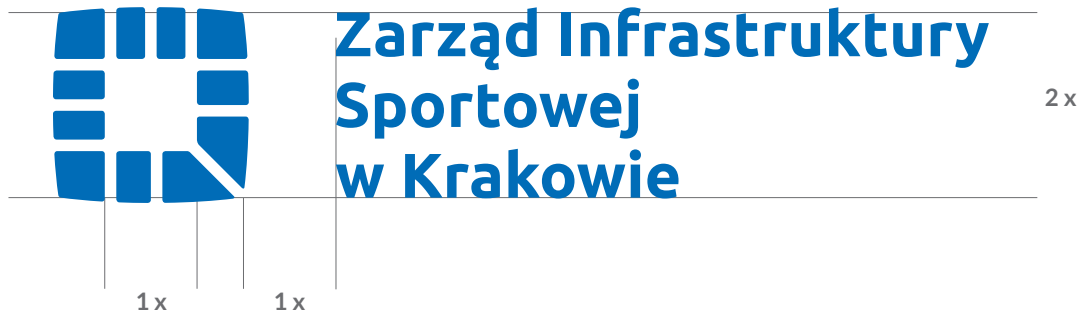 Zarząd Infrastruktury
Sportowej
w Krakowie
2 x
1 x
1 x